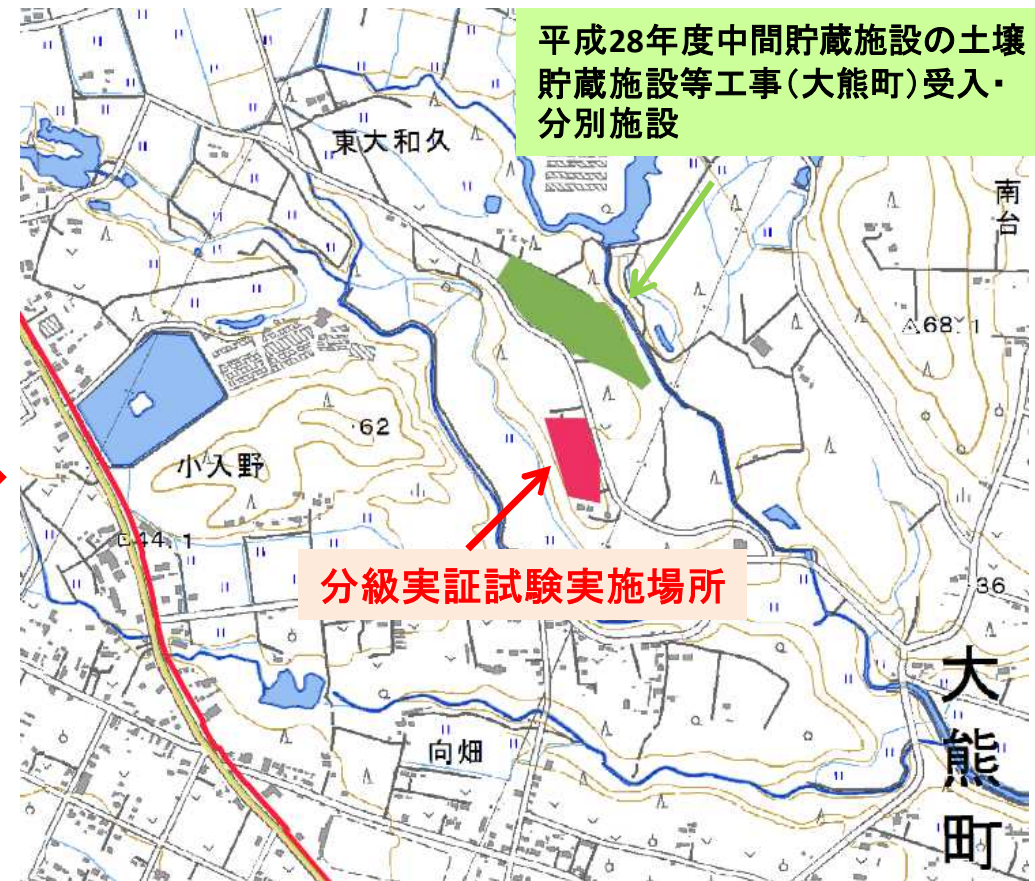 平成28年度中間貯蔵施設の土壌
貯蔵施設等工事(大熊町)受入・
分別施設
東大和久
南台
68.1
62
小入野
44.1
分級実証試験実施場所
36
向畑
大熊町